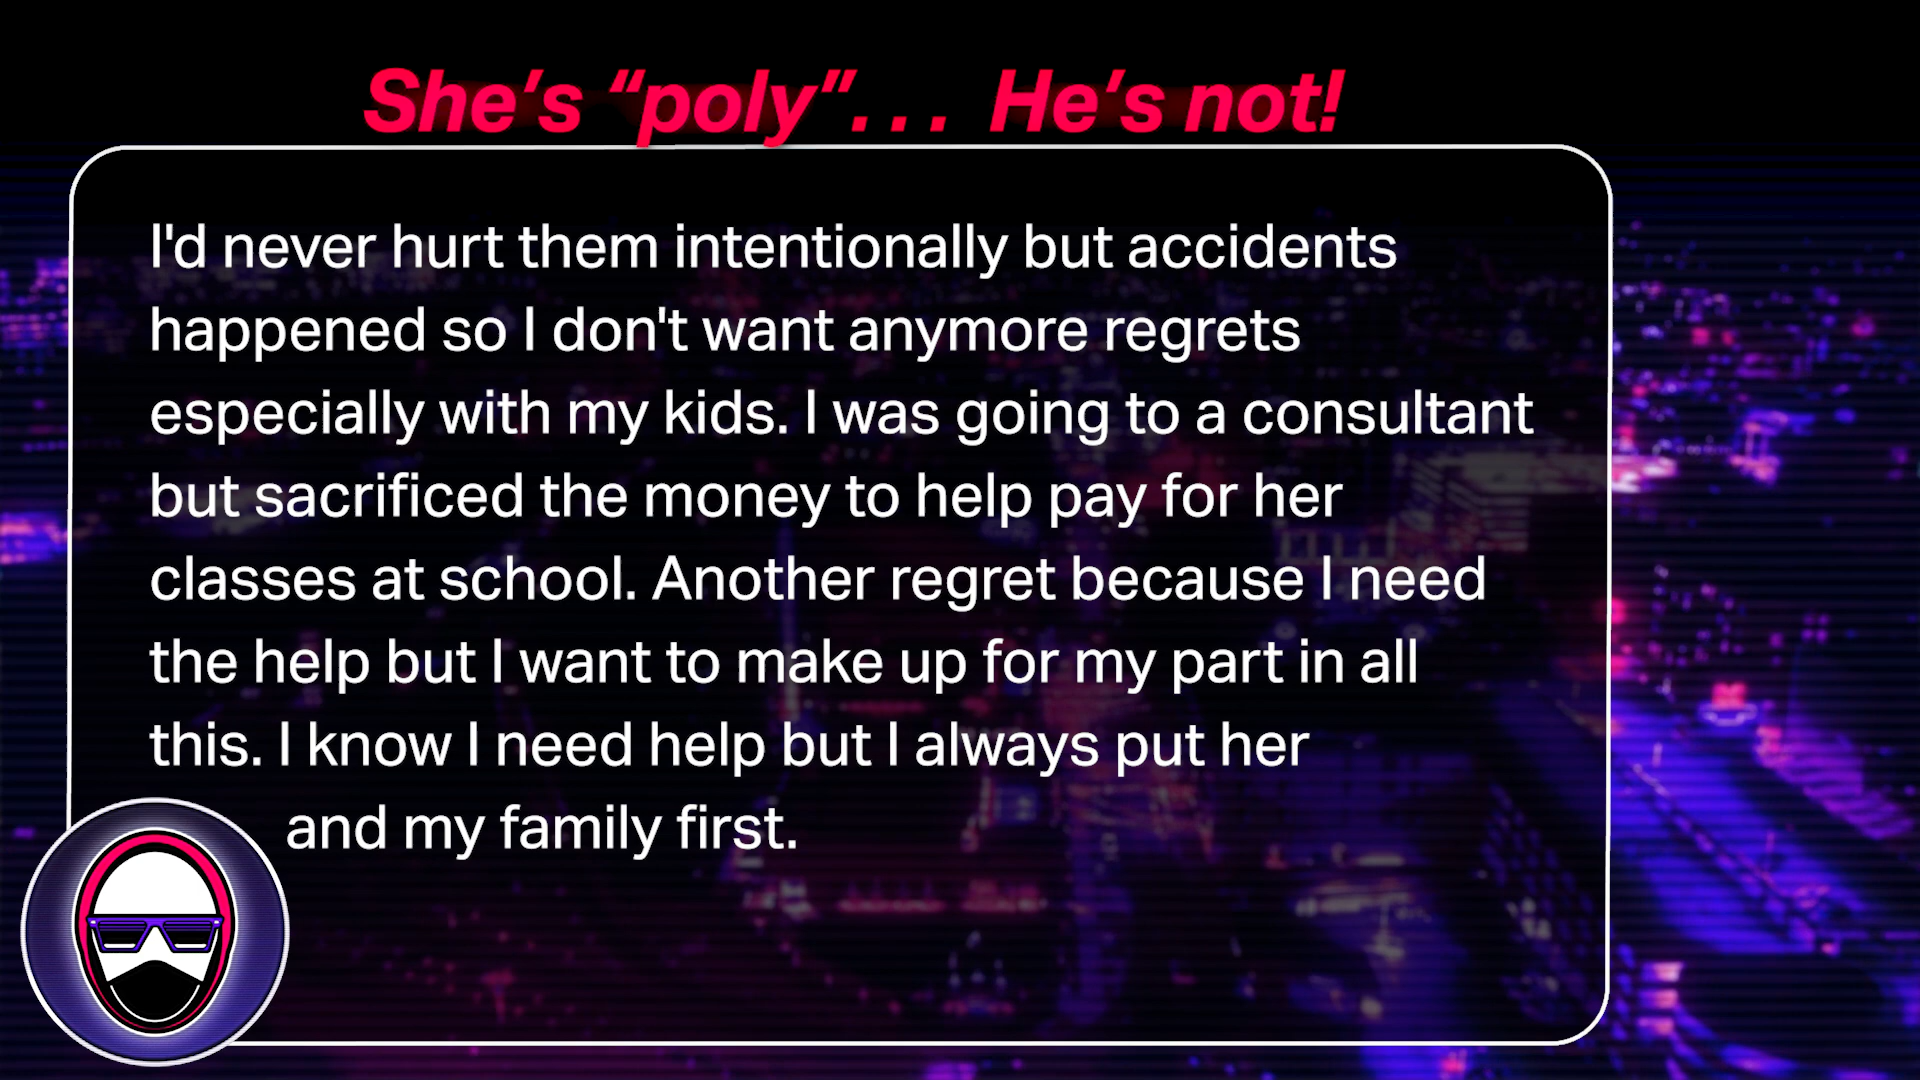 She's “poly”... He's not!
I'd never hurt them intentionally but accidents
happened so I don't want anymore regrets
especially with my kids. I was going to a consultant
but sacrificed the money to help pay for her
classes at school. Another regret because I need
the help but I want to make up for my part in all
this. I know I need help but I always put her
and my family first.